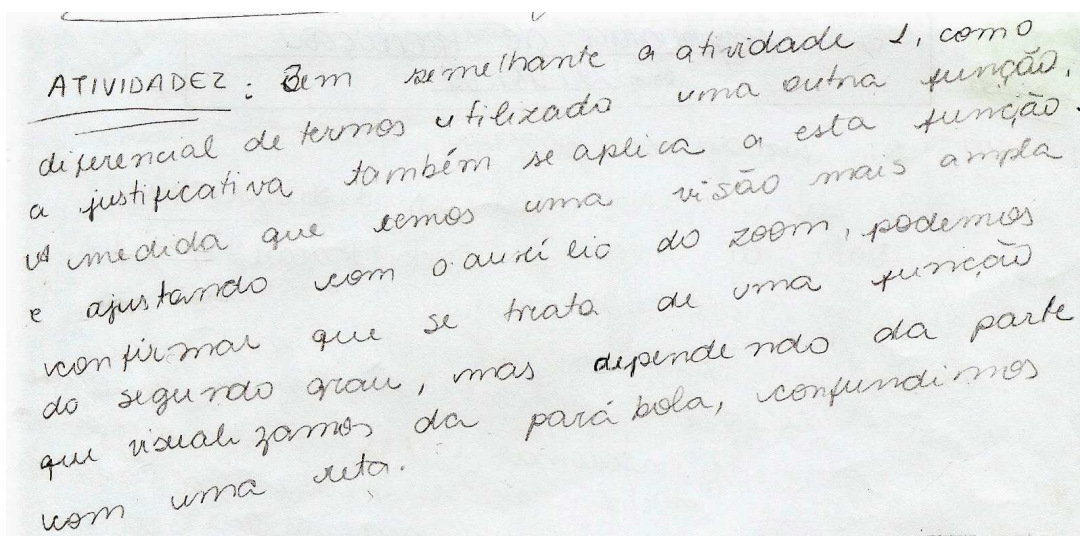 ATIVIDADE2 : Bem semelhante a atividade 1, como
diferencial de termos utilizado uma outra função,
a justificativa também se aplica a esta função.
A medida que temos uma visão mais ampla
e ajustando com o auxílio do zoom, podemos
confirmar que se trata de uma função
do segundo grau, mas dependendo da parte
que visualizamos da parábola, confundimos
com uma reta.